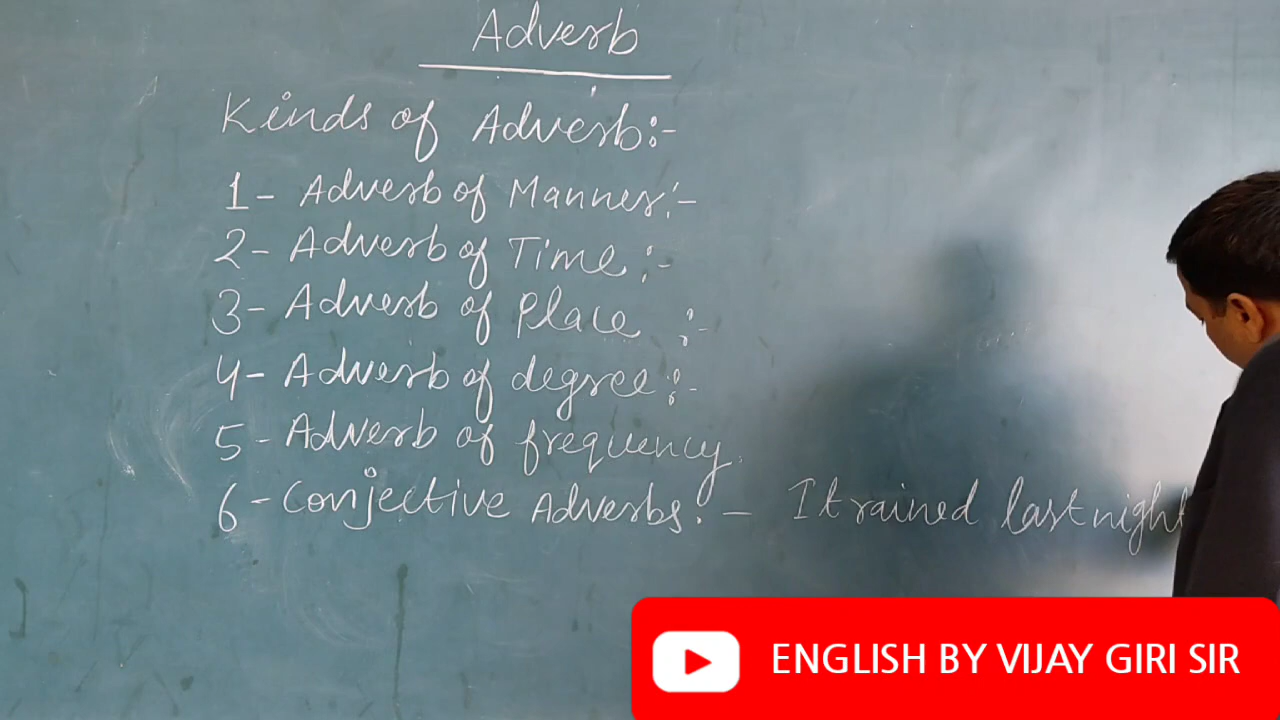 Adverb
Kinds of Adverb:-
1- Adverb of Manner:-
2- Adverb of Time:-
3- Adverb of Place :-
4- Adverb of degree:-
5- Adverb of frequency.
6- Conjective Adverbs:- It rained last night
ENGLISH BY VIJAY GIRI SIR